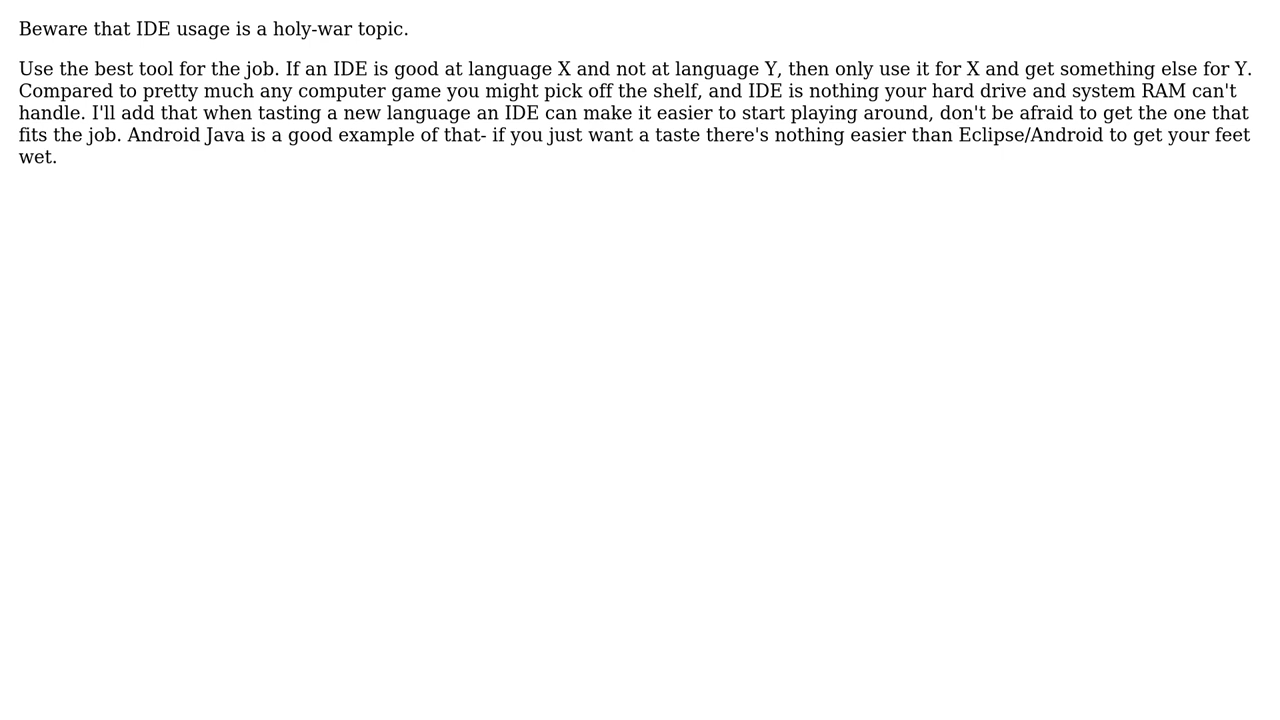 Beware that IDE usage is a holy-war topic.
Use the best tool for the job. If an IDE is good at language X and not at language Y, then only use it for X and get something else for Y.
Compared to pretty much any computer game you might pick off the shelf, and IDE is nothing your hard drive and system RAM can't
handle. I'll add that when tasting a new language an IDE can make it easier to start playing around, don't be afraid to get the one that
fits the job. Android Java is a good example of that- if you just want a taste there's nothing easier than Eclipse/Android to get your feet
wet.